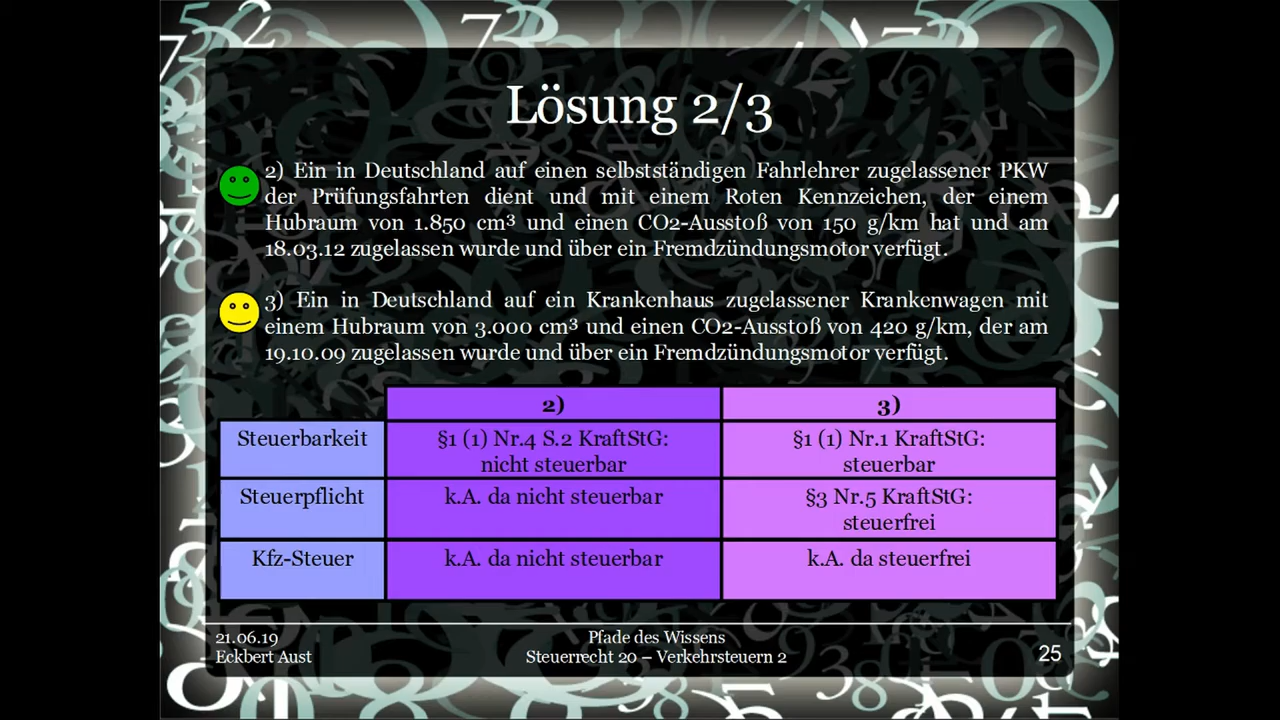 Lösung 2/3
2) Ein in Deutschland auf einen selbstständigen Fahrlehrer zugelassener PKW
der Prüfungsfahrten dient und mit einem Roten Kennzeichen, der einem
Hubraum von 1.850 cm³ und einen CO2-Ausstoß von 150 g/km hat und am
18.03.12 zugelassen wurde und über ein Fremdzündungsmotor verfügt.
3) Ein in Deutschland auf ein Krankenhaus zugelassener Krankenwagen mit
einem Hubraum von 3.000 cm³ und einen CO2-Ausstoß von 420 g/km, der am
19.10.09 zugelassen wurde und über ein Fremdzündungsmotor verfügt.
2) 3)
Steuerbarkeit §1 (1) Nr.4 S.2 KraftStG: §1 (1) Nr.1 KraftStG:
nicht steuerbar steuerbar
Steuerpflicht k.A. da nicht steuerbar §3 Nr.5 KraftStG:
steuerfrei
Kfz-Steuer k.A. da nicht steuerbar k.A. da steuerfrei
21.06.19 Pfade des Wissens
Eckbert Aust Steuerrecht 20 – Verkehrsteuern 2 25